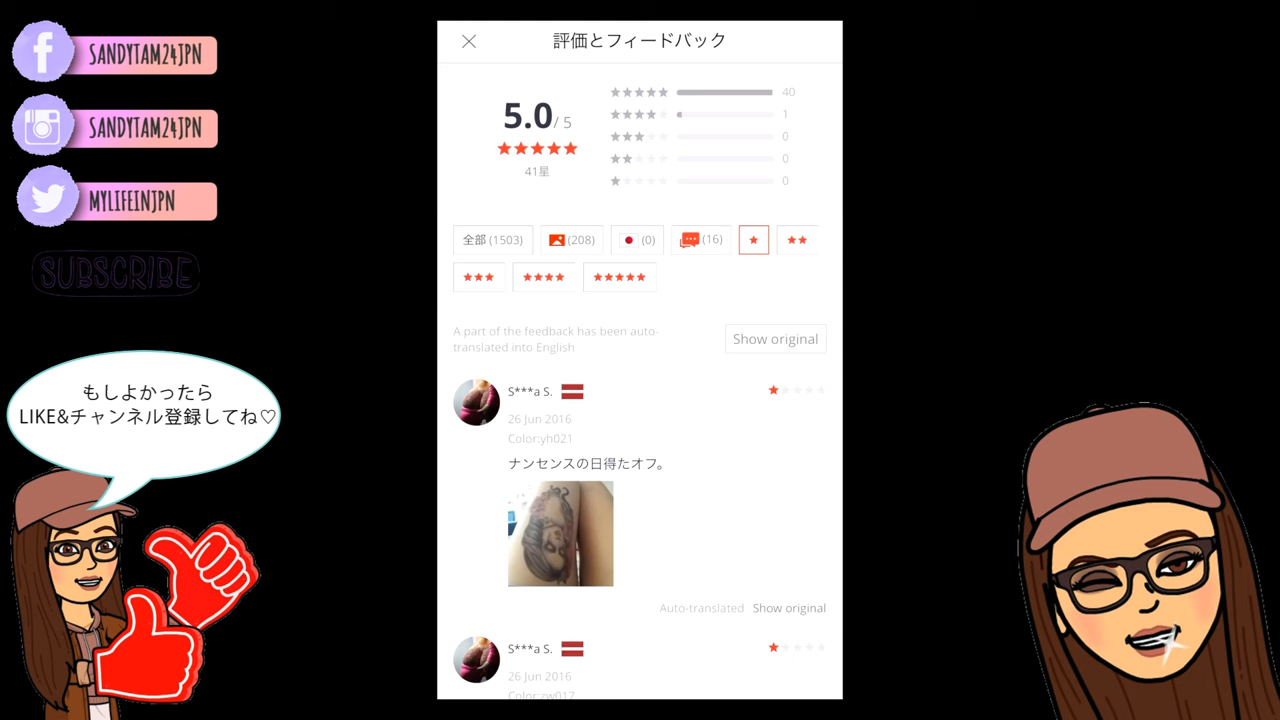 SANDYTAM24JPN
SANDYTAM24JPN
MYLIFEINJPN
SUBSCRIBE
もしよかったら
LIKE&チャンネル登録してね♡
評価とフィードバック
5.0/ 5
41星
40
1
0
0
0
全部 (1503)
(208)
(0)
(16)
A part of the feedback has been auto-
translated into English
Show original
S***a S.
26 Jun 2016
Color:yh021
ナンセンスの日得たオフ。
Auto-translated Show original
S***a S.
26 Jun 2016
Color:zw017